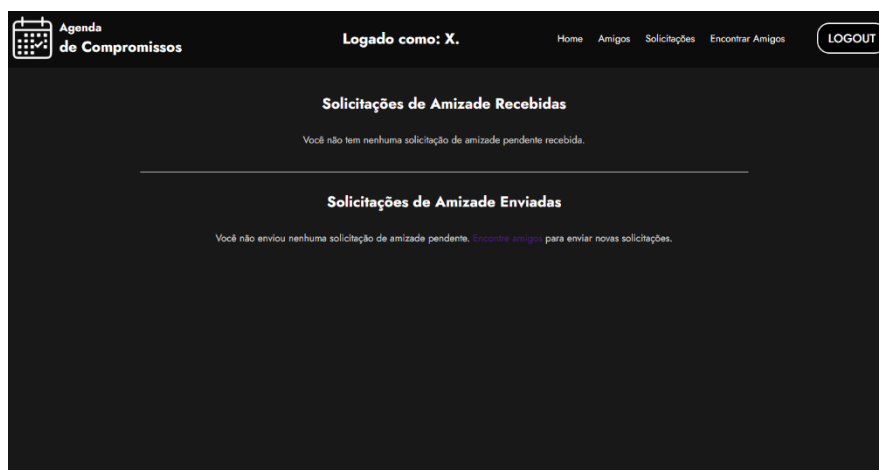 Agenda
de Compromissos
Logado como: X.
Home Amigos Solicitações Encontrar Amigos
LOGOUT
Solicitações de Amizade Recebidas
Você não tem nenhuma solicitação de amizade pendente recebida.
Solicitações de Amizade Enviadas
Você não enviou nenhuma solicitação de amizade pendente. Encontre amigos para enviar novas solicitações.